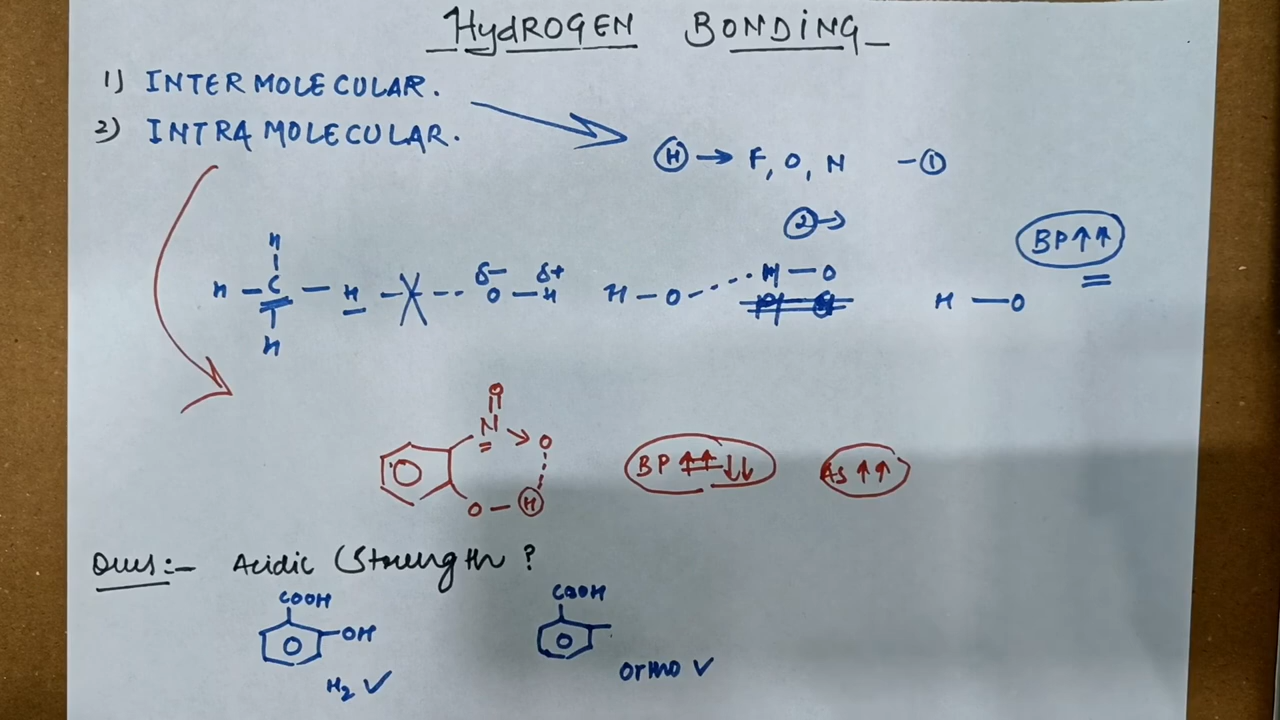 HydROGEN BONDING
1) INTERMOLECULAR.
2) INTRAMOLECULAR.
H → F, O, N -①
② →
BP↑↑
H
H - C - H - X - - - O - H
δ- δ+
H
H - O - - - H - O
H - O
O
N → O
O - H
BP ↑↑ ↓↓
AS ↑↑
Ques:- Acidic Strength ?
COOH
OH
H2 ✓
COOH
ORTHO ✓